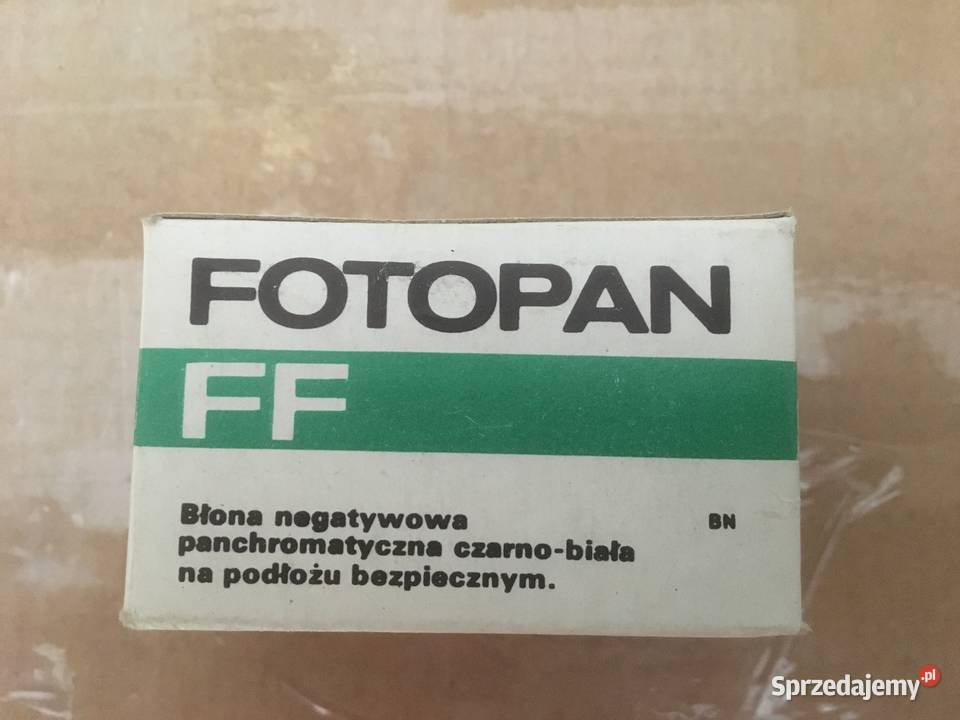 FOTOPAN
FF
Błona negatywowa
panchromatyczna czarno-biała
na podłożu bezpiecznym.
BN
Sprzedajemy.pl